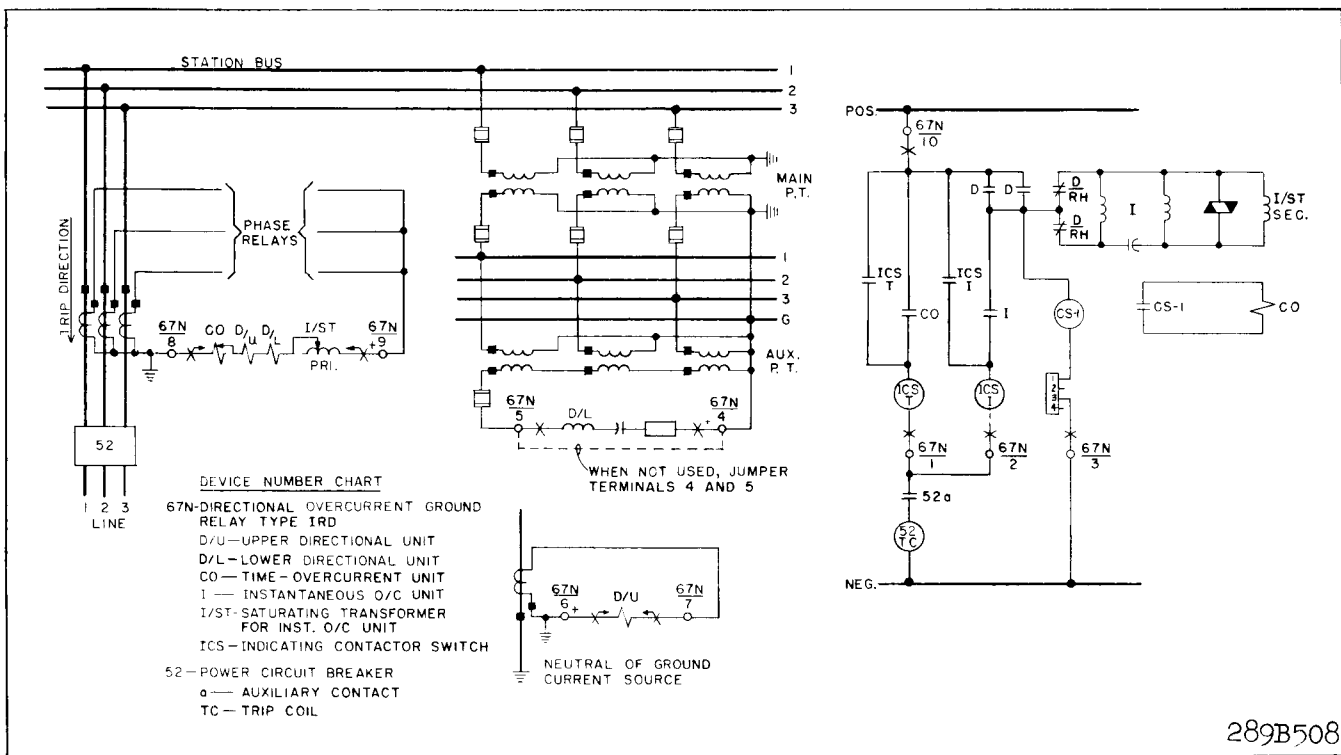 STATION BUS
1
2
3
MAIN
P.T.
TRIP DIRECTION
PHASE
RELAYS
67N
8
CO
D/U
D/L
I/ST
PRI.
67N
+9
1
2
3
G
AUX.
P.T.
67N
5
D/L
67N
+ 4
WHEN NOT USED, JUMPER
TERMINALS 4 AND 5
52
1 2 3
LINE
DEVICE NUMBER CHART
67N-DIRECTIONAL OVERCURRENT GROUND
RELAY TYPE IRD
D/U—UPPER DIRECTIONAL UNIT
D/L—LOWER DIRECTIONAL UNIT
CO — TIME-OVERCURRENT UNIT
I — INSTANTANEOUS O/C UNIT
I/ST-SATURATING TRANSFORMER
FOR INST. O/C UNIT
ICS—INDICATING CONTACTOR SWITCH
52—POWER CIRCUIT BREAKER
a — AUXILIARY CONTACT
TC — TRIP COIL
67N
6 +
D/U
67N
7
NEUTRAL OF GROUND
CURRENT SOURCE
POS.
67N
10
D
D
D
RH
D
RH
I
I/ST
SEC.
ICS
T
CO
ICS
I
I
CS-1
CS-1
CO
ICS
T
ICS
I
1
2
3
4
67N
1
67N
2
67N
3
52a
52
TC
NEG.
289B508